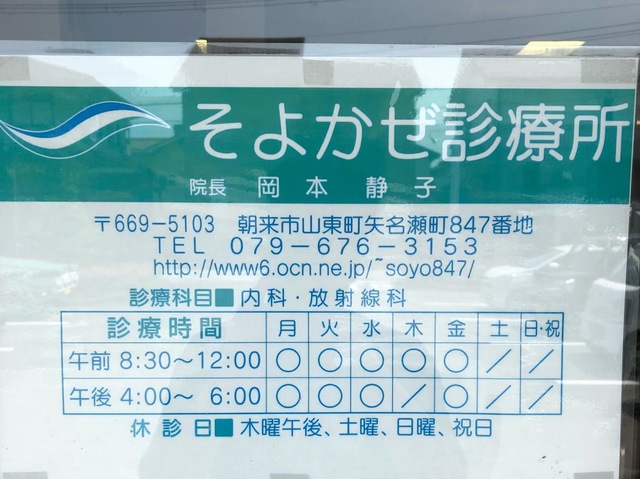 そよかぜ診療所
院長 岡本 静子
〒669-5103 朝来市山東町矢名瀬町847番地
TEL 079-676-3153
http://www6.ocn.ne.jp/~soyo847/
診療科目■内科・放射線科
診療時間 月 火 水 木 金 土 日・祝
午前 8:30～12:00 ○ ○ ○ ○ ○ ／ ／
午後 4:00～ 6:00 ○ ○ ○ ／ ○ ／ ／
休診日■木曜午後、土曜、日曜、祝日